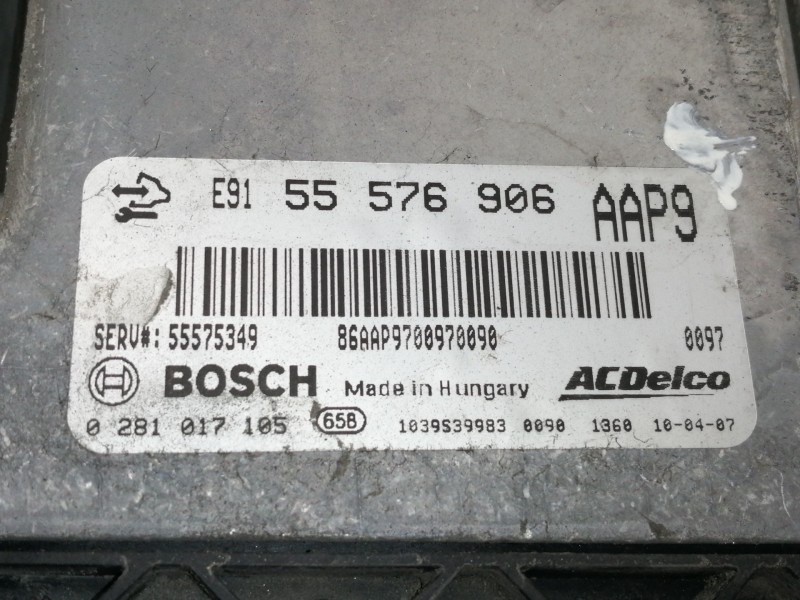 E91 55 576 906 AAP9
SERV#: 55575349 86AAP9700970090 0097
BOSCH Made in Hungary ACDelco
0 281 017 105 658 1039S39983 0090 1360 10-04-07